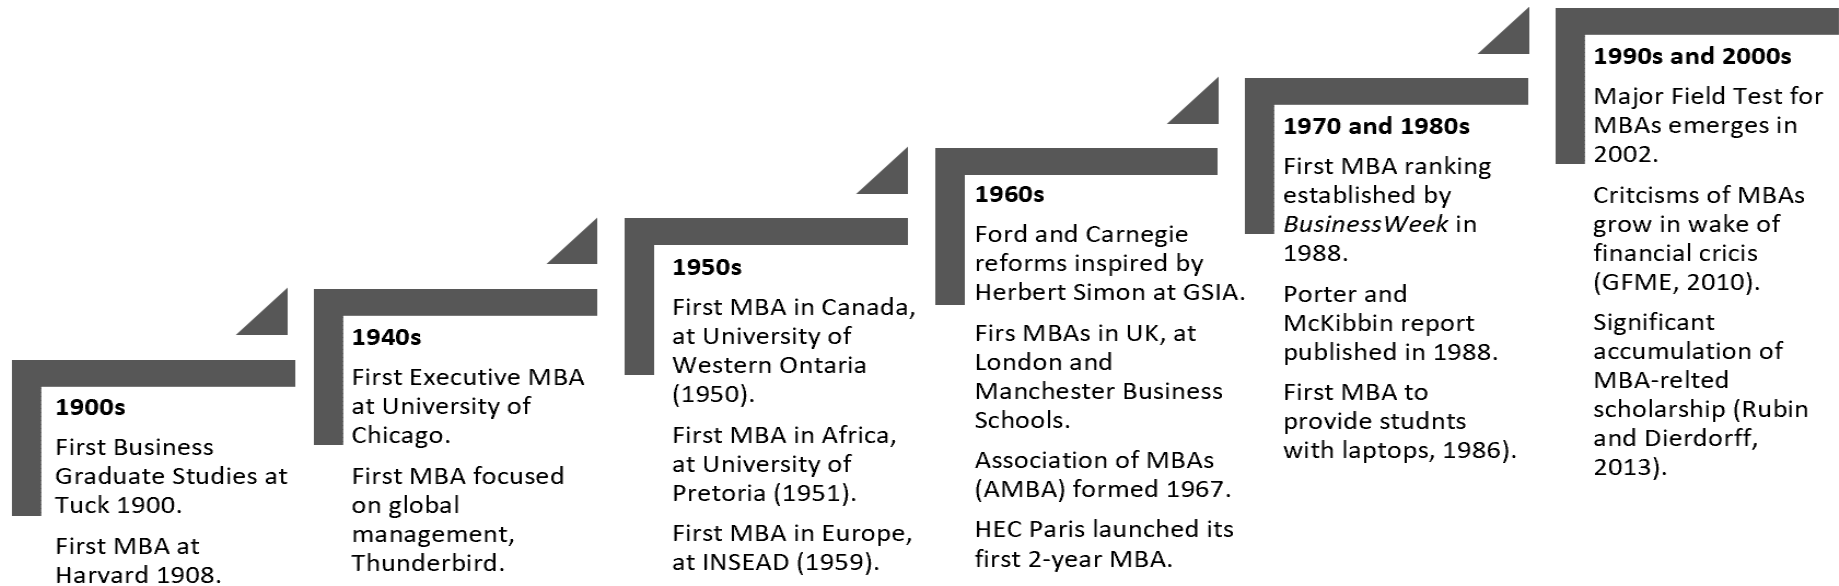 1900s
First Business
Graduate Studies at
Tuck 1900.
First MBA at
Harvard 1908.
1940s
First Executive MBA
at University of
Chicago.
First MBA focused
on global
management,
Thunderbird.
1950s
First MBA in Canada,
at University of
Western Ontaria
(1950).
First MBA in Africa,
at University of
Pretoria (1951).
First MBA in Europe,
at INSEAD (1959).
1960s
Ford and Carnegie
reforms inspired by
Herbert Simon at GSIA.
Firs MBAs in UK, at
London and
Manchester Business
Schools.
Association of MBAs
(AMBA) formed 1967.
HEC Paris launched its
first 2-year MBA.
1970 and 1980s
First MBA ranking
established by
BusinessWeek in
1988.
Porter and
McKibbin report
published in 1988.
First MBA to
provide studnts
with laptops, 1986).
1990s and 2000s
Major Field Test for
MBAs emerges in
2002.
Critcisms of MBAs
grow in wake of
financial cricis
(GFME, 2010).
Significant
accumulation of
MBA-relted
scholarship (Rubin
and Dierdorff,
2013).